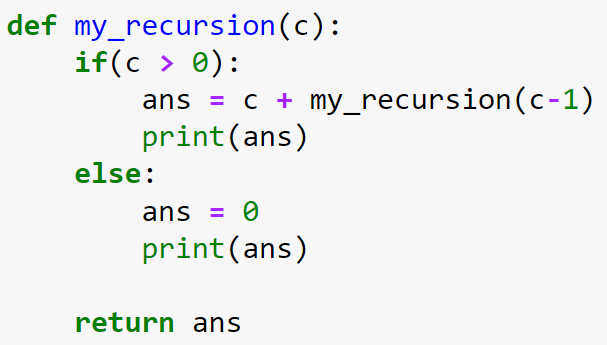 def my_recursion(c):
    if(c > 0):
        ans = c + my_recursion(c-1)
        print(ans)
    else:
        ans = 0
        print(ans)

    return ans